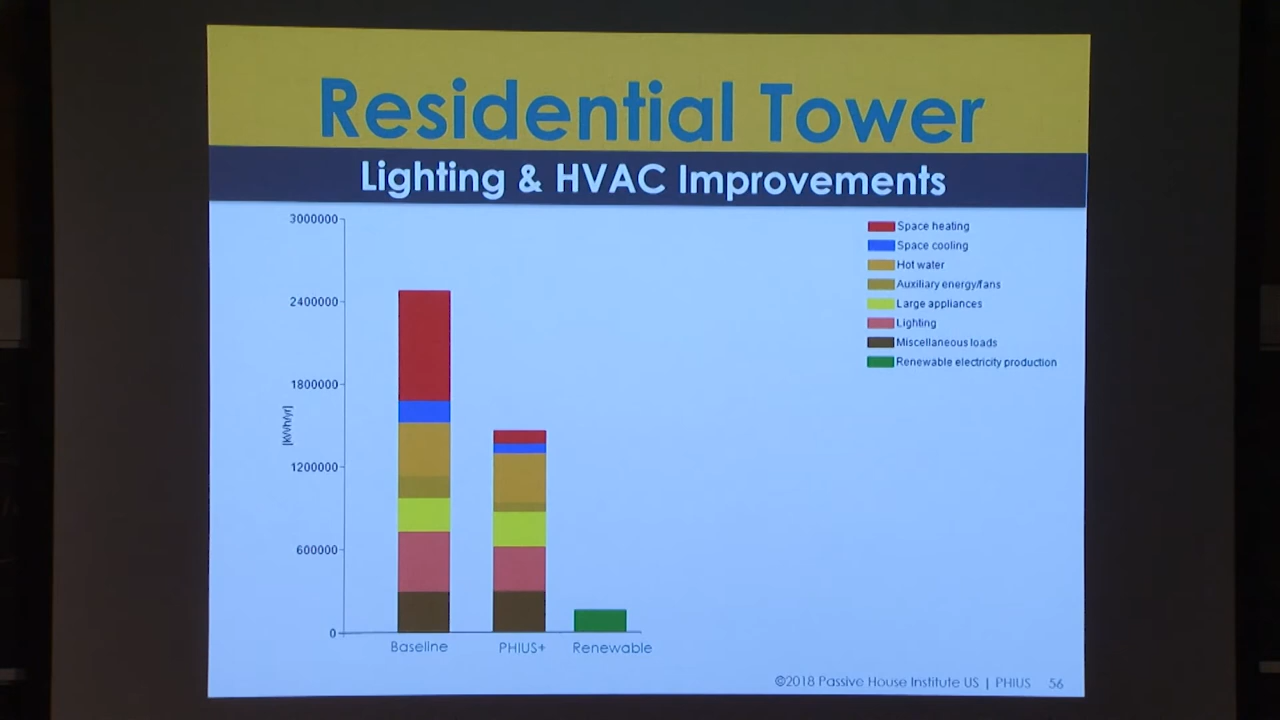 Residential Tower
Lighting & HVAC Improvements
3000000
2400000
1800000
1200000
600000
0
[kWh/yr]
Baseline
PHIUS+
Renewable
Space heating
Space cooling
Hot water
Auxiliary energy/fans
Large appliances
Lighting
Miscellaneous loads
Renewable electricity production
©2018 Passive House Institute US | PHIUS 56